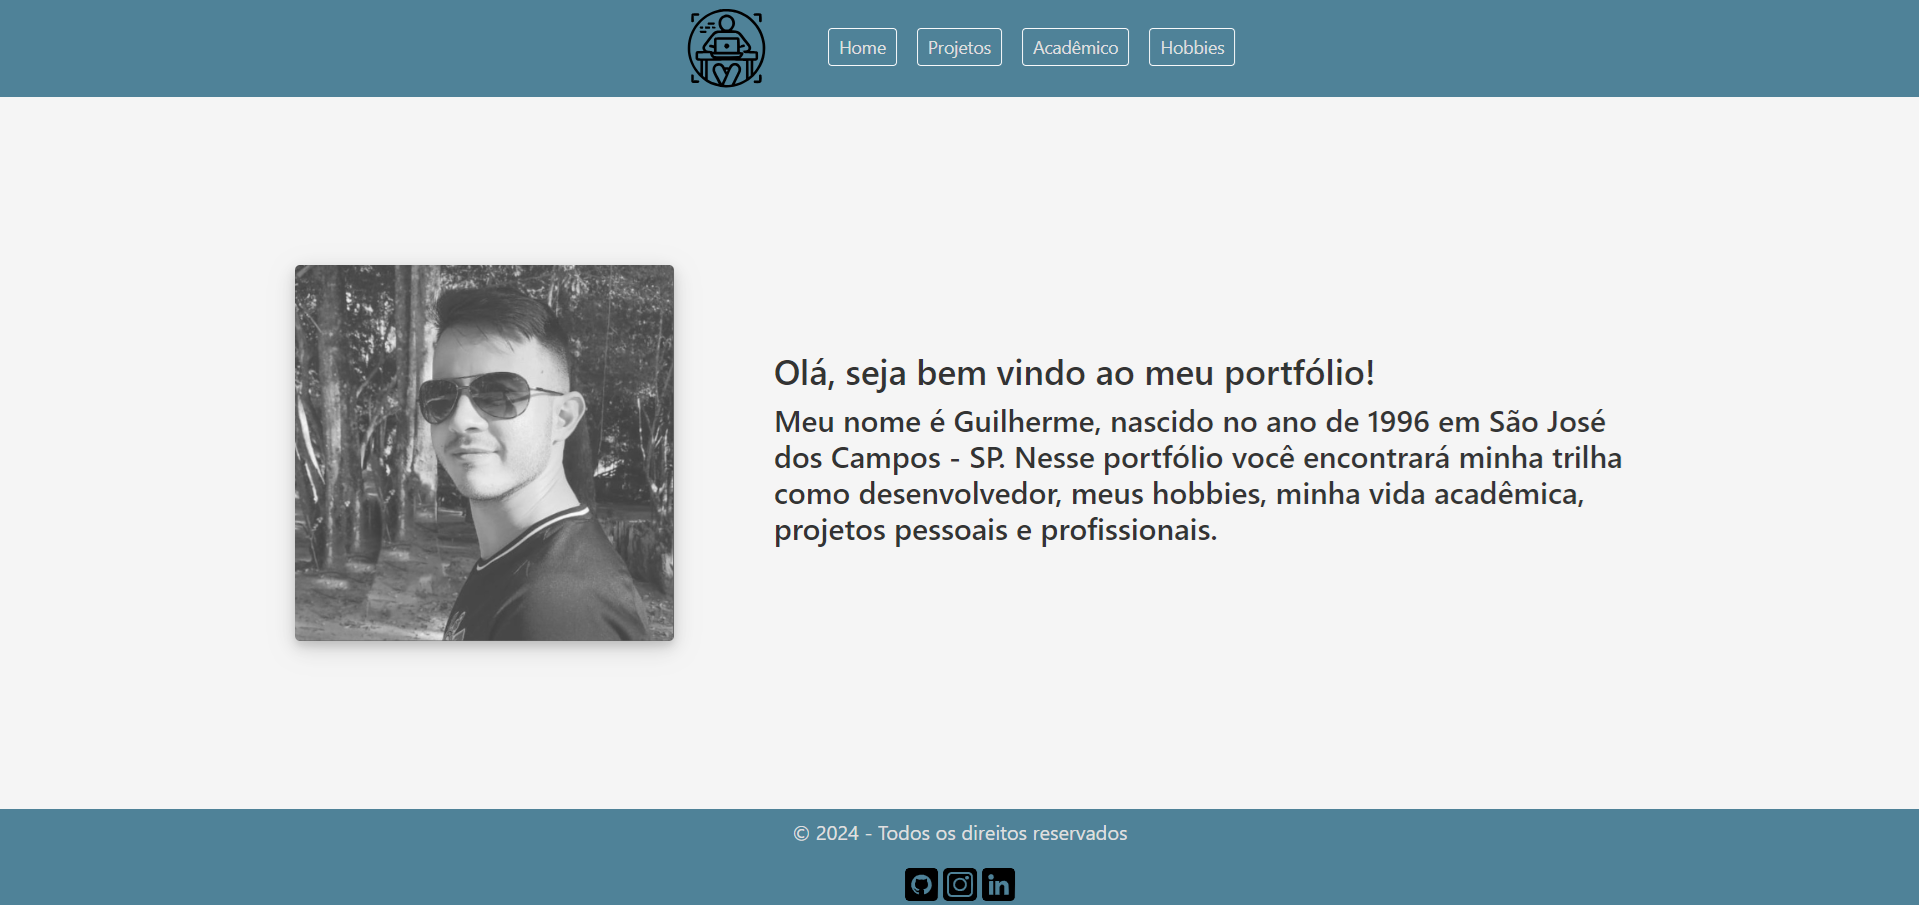 Home Projetos Acadêmico Hobbies
Olá, seja bem vindo ao meu portfólio!
Meu nome é Guilherme, nascido no ano de 1996 em São José
dos Campos - SP. Nesse portfólio você encontrará minha trilha
como desenvolvedor, meus hobbies, minha vida acadêmica,
projetos pessoais e profissionais.
© 2024 - Todos os direitos reservados
in